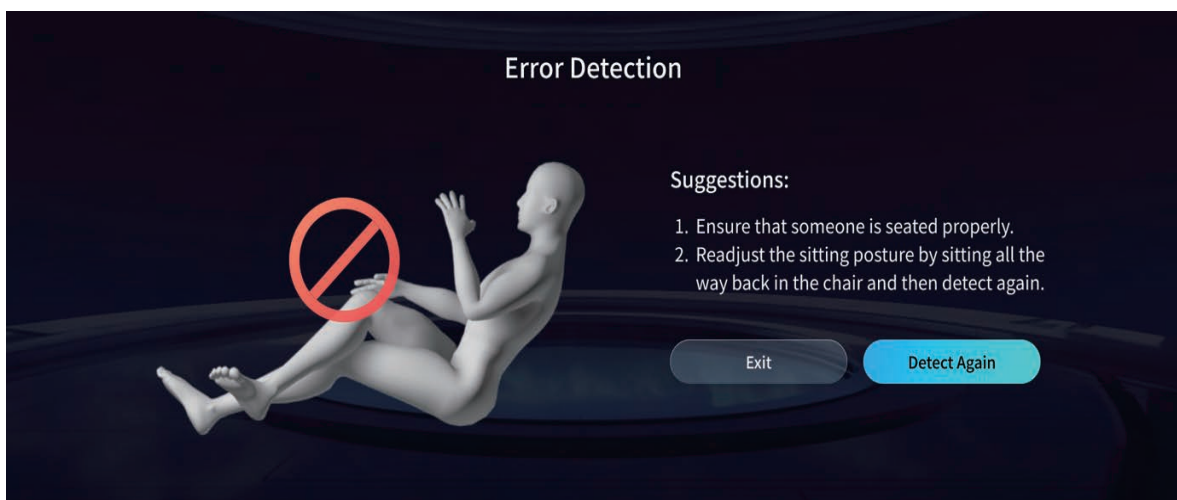 Error Detection
Suggestions:
1. Ensure that someone is seated properly.
2. Readjust the sitting posture by sitting all the
way back in the chair and then detect again.
Exit
Detect Again